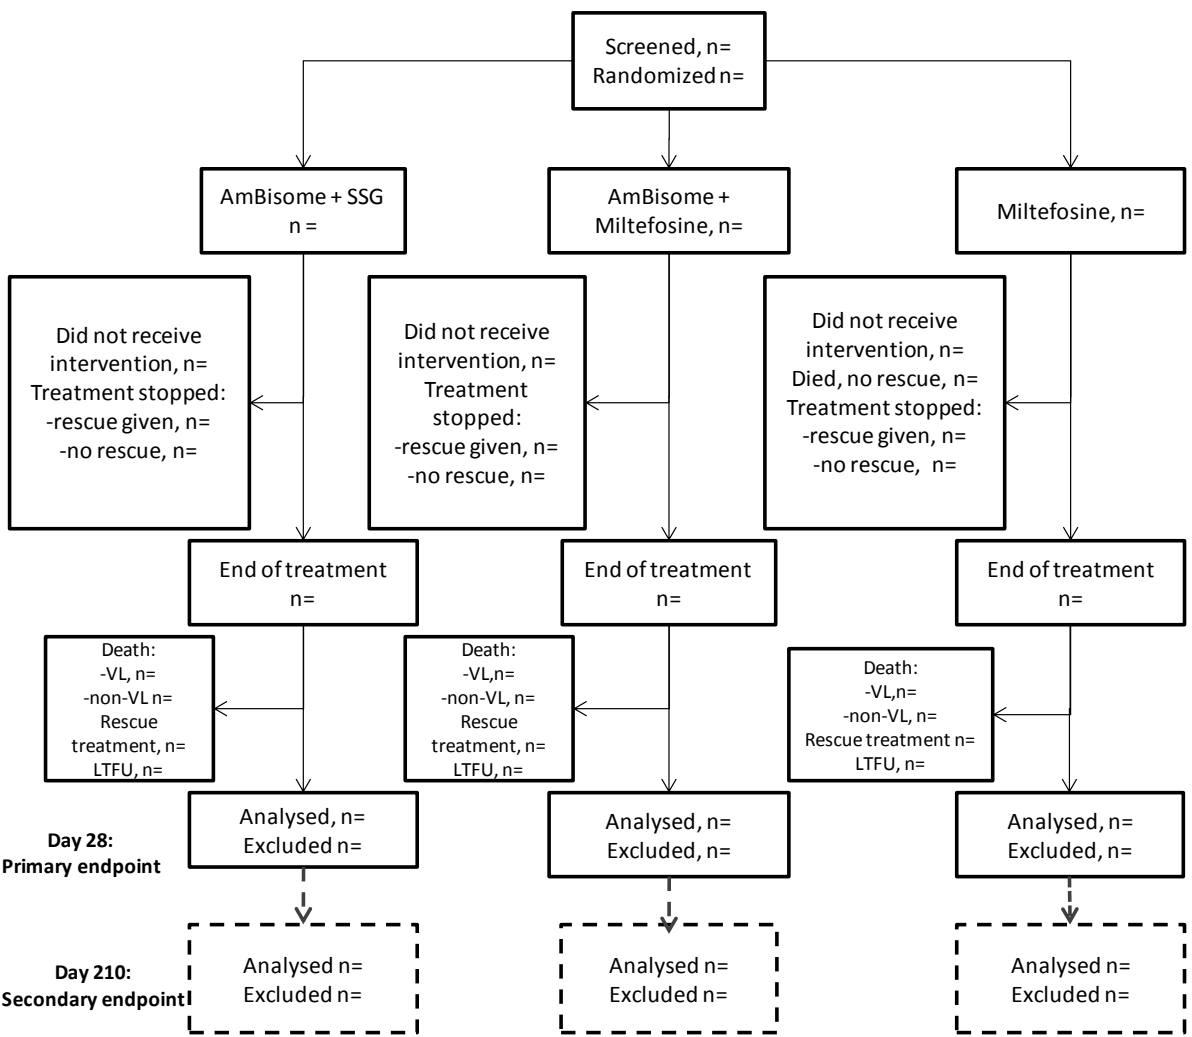 Screened, n=
Randomized n=
AmBisome + SSG
n =
AmBisome +
Miltefosine, n=
Miltefosine, n=
Did not receive
intervention, n=
Treatment stopped:
-rescue given, n=
-no rescue, n=
Did not receive
intervention, n=
Treatment
stopped:
-rescue given, n=
-no rescue, n=
Did not receive
intervention, n=
Died, no rescue, n=
Treatment stopped:
-rescue given, n=
-no rescue, n=
End of treatment
n=
End of treatment
n=
End of treatment
n=
Death:
-VL, n=
-non-VL n=
Rescue
treatment, n=
LTFU, n=
Death:
-VL,n=
-non-VL, n=
Rescue
treatment, n=
LTFU, n=
Death:
-VL,n=
-non-VL, n=
Rescue treatment n=
LTFU, n=
Day 28:
Primary endpoint
Analysed, n=
Excluded n=
Analysed, n=
Excluded, n=
Analysed, n=
Excluded, n=
Day 210:
Secondary endpoint
Analysed n=
Excluded n=
Analysed n=
Excluded n=
Analysed n=
Excluded n=